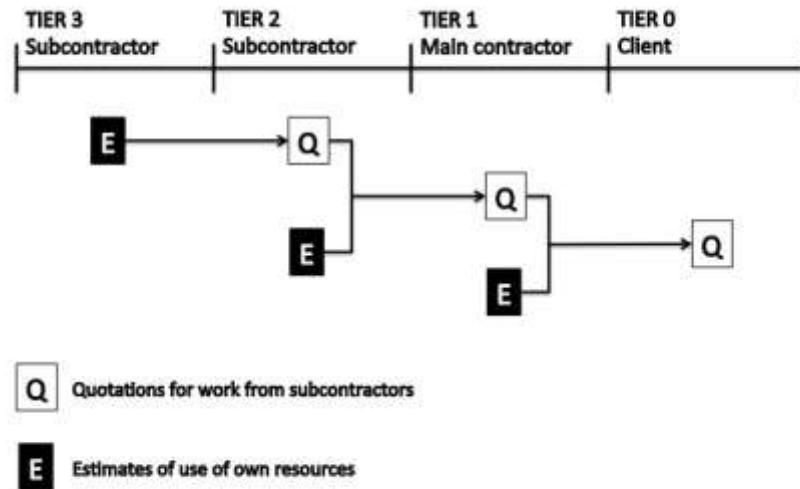 TIER 3
Subcontractor
TIER 2
Subcontractor
TIER 1
Main contractor
TIER 0
Client
E
Q
Q
E
Q
E
Q
Quotations for work from subcontractors
E
Estimates of use of own resources